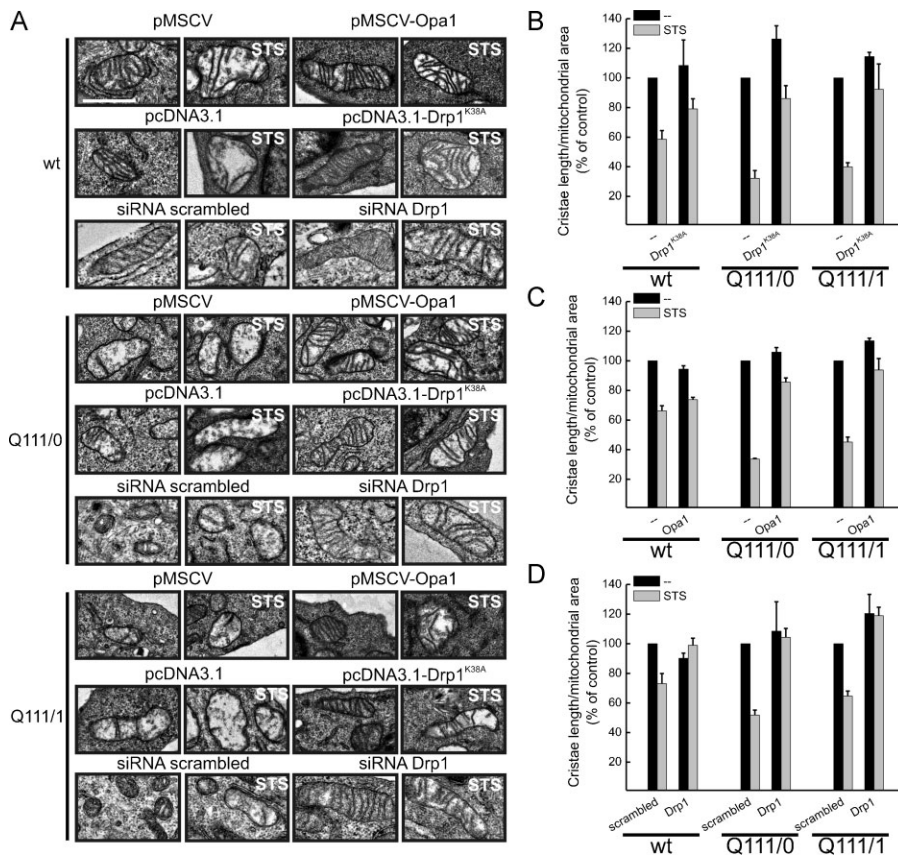 A
pMSCV pMSCV-Opa1
STS STS
pcDNA3.1 pcDNA3.1-Drp1K38A
STS STS
wt
siRNA scrambled siRNA Drp1
STS STS
pMSCV pMSCV-Opa1
STS STS
pcDNA3.1 pcDNA3.1-Drp1K38A
Q111/0
STS STS
siRNA scrambled siRNA Drp1
STS STS
pMSCV pMSCV-Opa1
STS STS
pcDNA3.1 pcDNA3.1-Drp1K38A
Q111/1
STS STS
siRNA scrambled siRNA Drp1
STS STS
B
Cristae length/mitochondrial area
(% of control)
--
STS
140
120
100
80
60
40
20
-- Drp1K38A -- Drp1K38A -- Drp1K38A
wt Q111/0 Q111/1
C
Cristae length/mitochondrial area
(% of control)
--
STS
140
120
100
80
60
40
20
-- Opa1 -- Opa1 -- Opa1
wt Q111/0 Q111/1
D
Cristae length/mitochondrial area
(% of control)
--
STS
140
120
100
80
60
40
20
scrambled Drp1 scrambled Drp1 scrambled Drp1
wt Q111/0 Q111/1